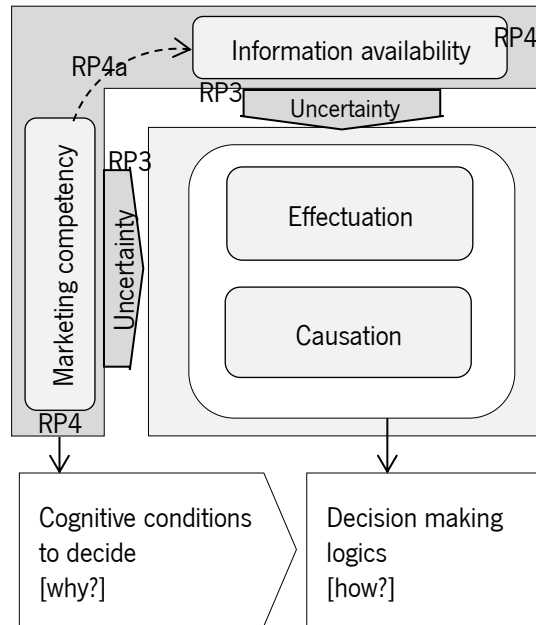 Information availability
RP4
RP4a
RP3
Uncertainty
RP3
Marketing competency
Uncertainty
Effectuation
Causation
RP4
Cognitive conditions
to decide
[why?]
Decision making
logics
[how?]